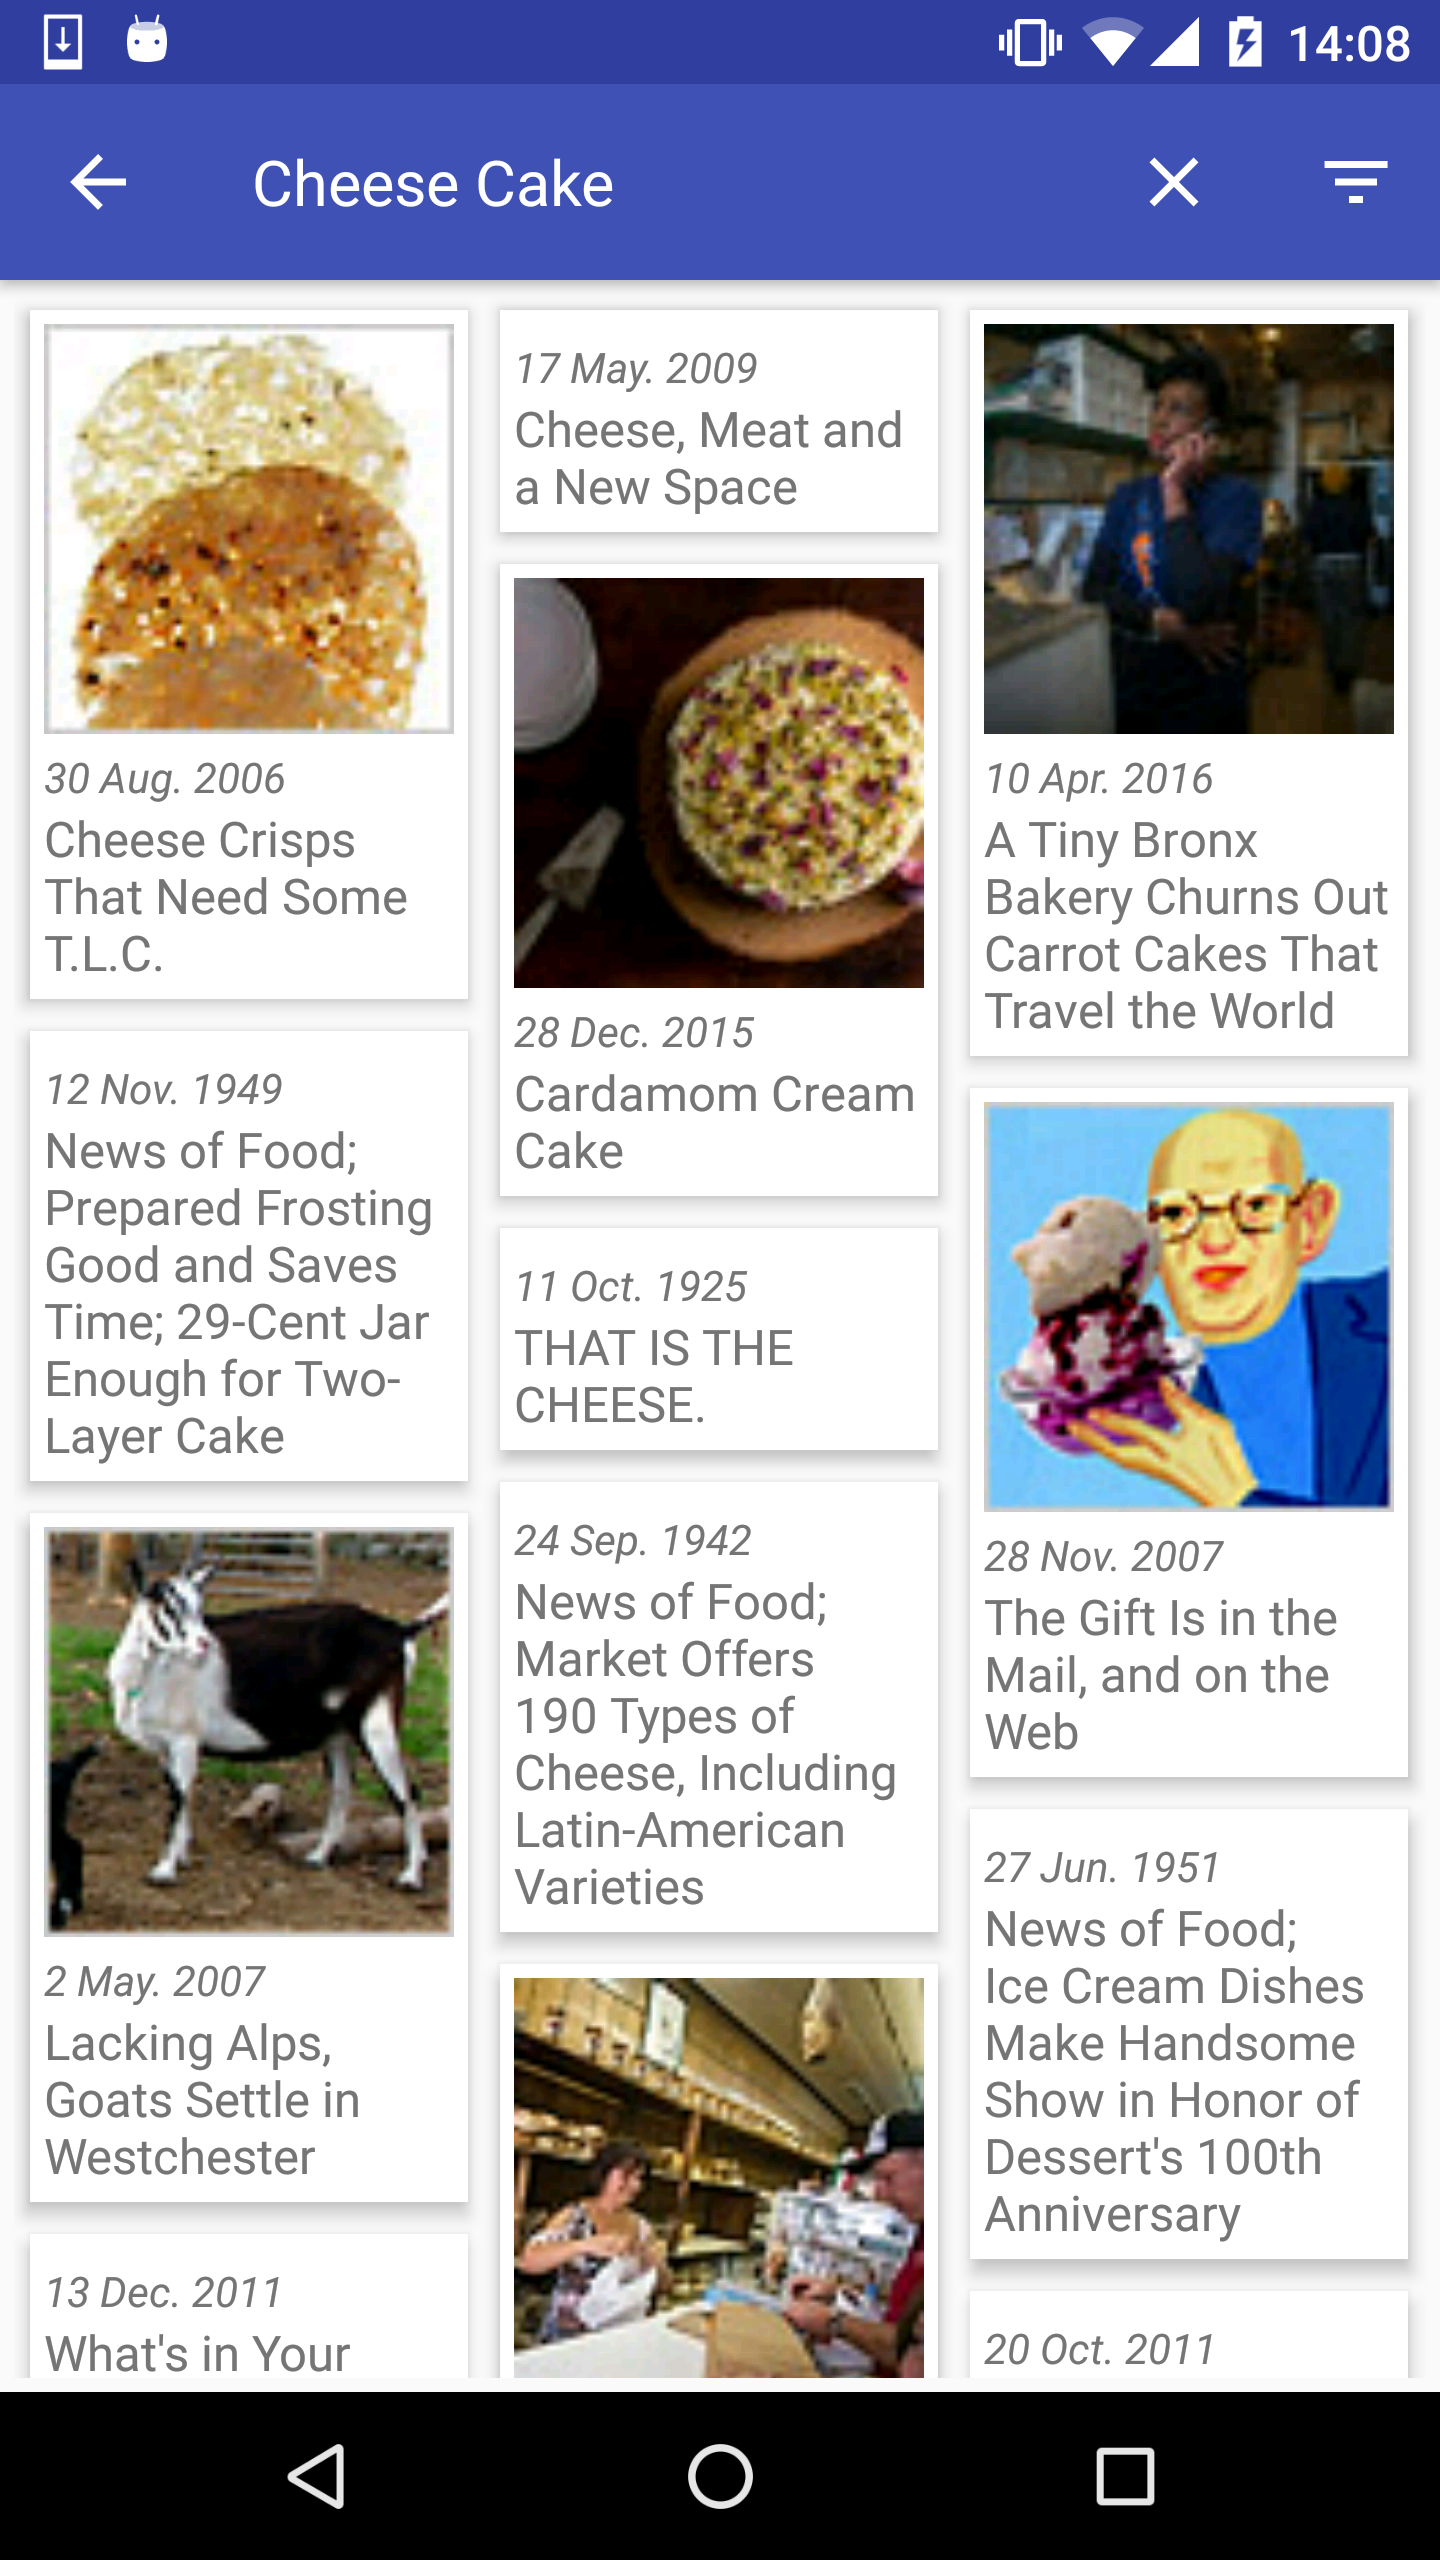 14:08
Cheese Cake
30 Aug. 2006
Cheese Crisps
That Need Some
T.L.C.
12 Nov. 1949
News of Food;
Prepared Frosting
Good and Saves
Time; 29-Cent Jar
Enough for Two-
Layer Cake
2 May. 2007
Lacking Alps,
Goats Settle in
Westchester
13 Dec. 2011
What's in Your
17 May. 2009
Cheese, Meat and
a New Space
28 Dec. 2015
Cardamom Cream
Cake
11 Oct. 1925
THAT IS THE
CHEESE.
24 Sep. 1942
News of Food;
Market Offers
190 Types of
Cheese, Including
Latin-American
Varieties
10 Apr. 2016
A Tiny Bronx
Bakery Churns Out
Carrot Cakes That
Travel the World
28 Nov. 2007
The Gift Is in the
Mail, and on the
Web
27 Jun. 1951
News of Food;
Ice Cream Dishes
Make Handsome
Show in Honor of
Dessert's 100th
Anniversary
20 Oct. 2011